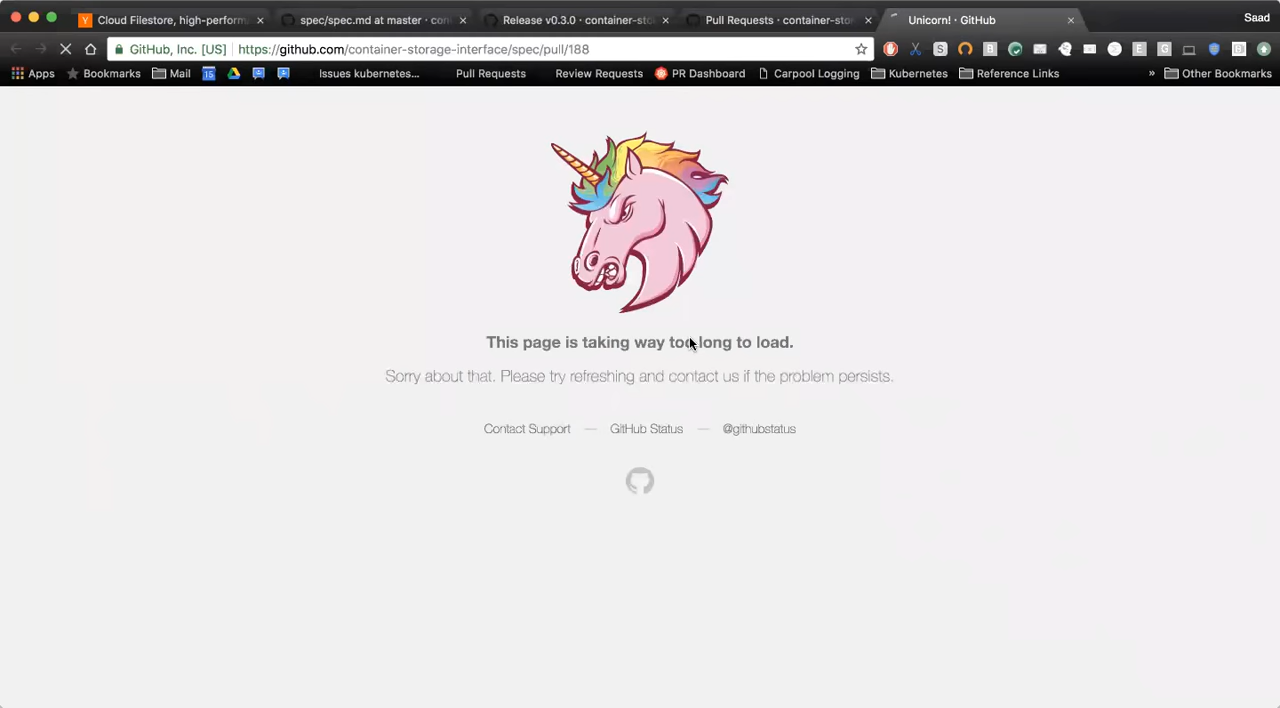 Cloud Filestore, high-perform
spec/spec.md at master · con
Release v0.3.0 · container-sto
Pull Requests · container-sto
Unicorn! · GitHub
Saad
GitHub, Inc. [US]
https://github.com/container-storage-interface/spec/pull/188
Apps
Bookmarks
Mail
15
Issues kubernetes...
Pull Requests
Review Requests
PR Dashboard
Carpool Logging
Kubernetes
Reference Links
»
Other Bookmarks
This page is taking way too long to load.
Sorry about that. Please try refreshing and contact us if the problem persists.
Contact Support — GitHub Status — @githubstatus